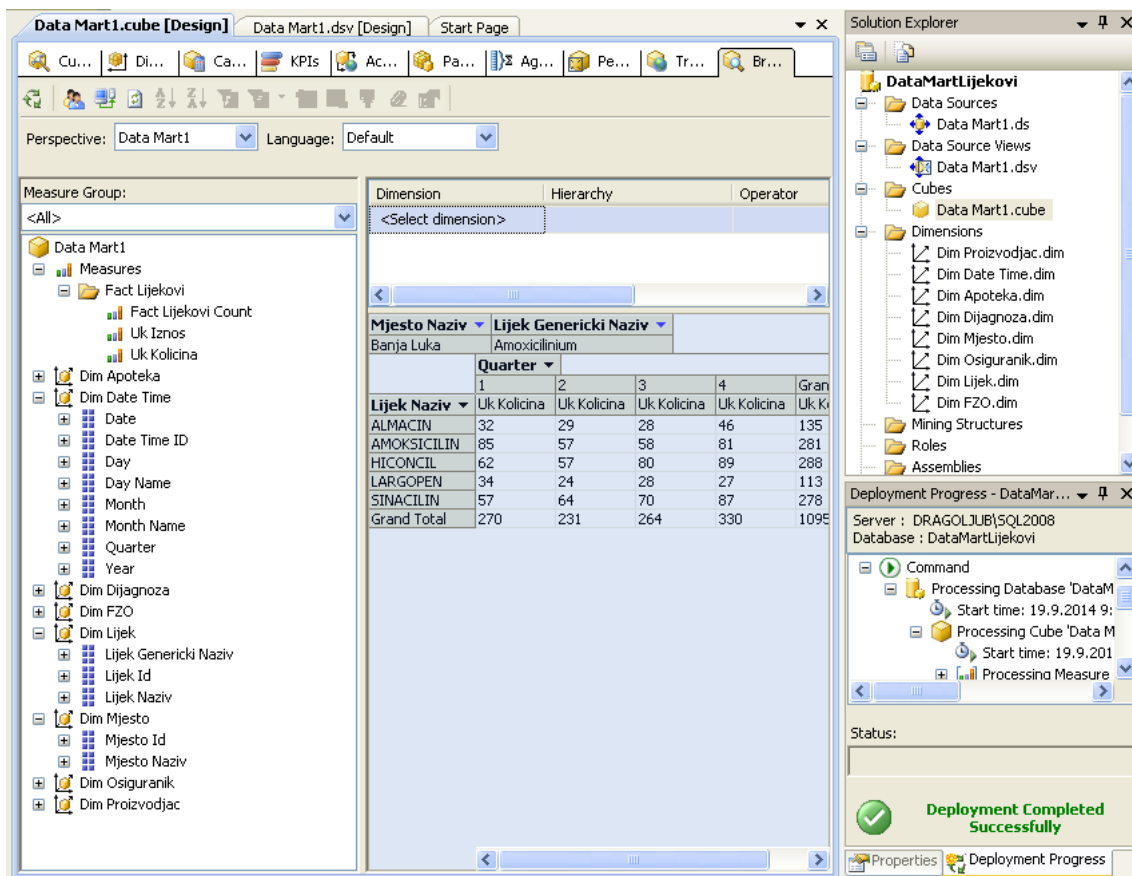 Data Mart1.cube [Design] Data Mart1.dsv [Design] Start Page
Cu... Di... Ca... KPIs Ac... Pa... Ag... Pe... Tr... Br...
Perspective: Data Mart1 Language: Default
Measure Group:
<All>
Data Mart1
Measures
Fact Lijekovi
Fact Lijekovi Count
Uk Iznos
Uk Kolicina
Dim Apoteka
Dim Date Time
Date
Date Time ID
Day
Day Name
Month
Month Name
Quarter
Year
Dim Dijagnoza
Dim FZO
Dim Lijek
Lijek Genericki Naziv
Lijek Id
Lijek Naziv
Dim Mjesto
Mjesto Id
Mjesto Naziv
Dim Osiguranik
Dim Proizvodjac
Dimension Hierarchy Operator
<Select dimension>
Mjesto Naziv Lijek Genericki Naziv
Banja Luka Amoxicilinium
Quarter
1 2 3 4 Gran
Lijek Naziv Uk Kolicina Uk Kolicina Uk Kolicina Uk Kolicina Uk K
ALMACIN 32 29 28 46 135
AMOKSICILIN 85 57 58 81 281
HICONCIL 62 57 80 89 288
LARGOPEN 34 24 28 27 113
SINACILIN 57 64 70 87 278
Grand Total 270 231 264 330 1095
Solution Explorer
DataMartLijekovi
Data Sources
Data Mart1.ds
Data Source Views
Data Mart1.dsv
Cubes
Data Mart1.cube
Dimensions
Dim Proizvodjac.dim
Dim Date Time.dim
Dim Apoteka.dim
Dim Dijagnoza.dim
Dim Mjesto.dim
Dim Osiguranik.dim
Dim Lijek.dim
Dim FZO.dim
Mining Structures
Roles
Assemblies
Deployment Progress - DataMar...
Server : DRAGOLJUB\SQL2008
Database : DataMartLijekovi
Command
Processing Database 'DataM
Start time: 19.9.2014 9:
Processing Cube 'Data M
Start time: 19.9.201
Processing Measure
Status:
Deployment Completed
Successfully
Properties Deployment Progress